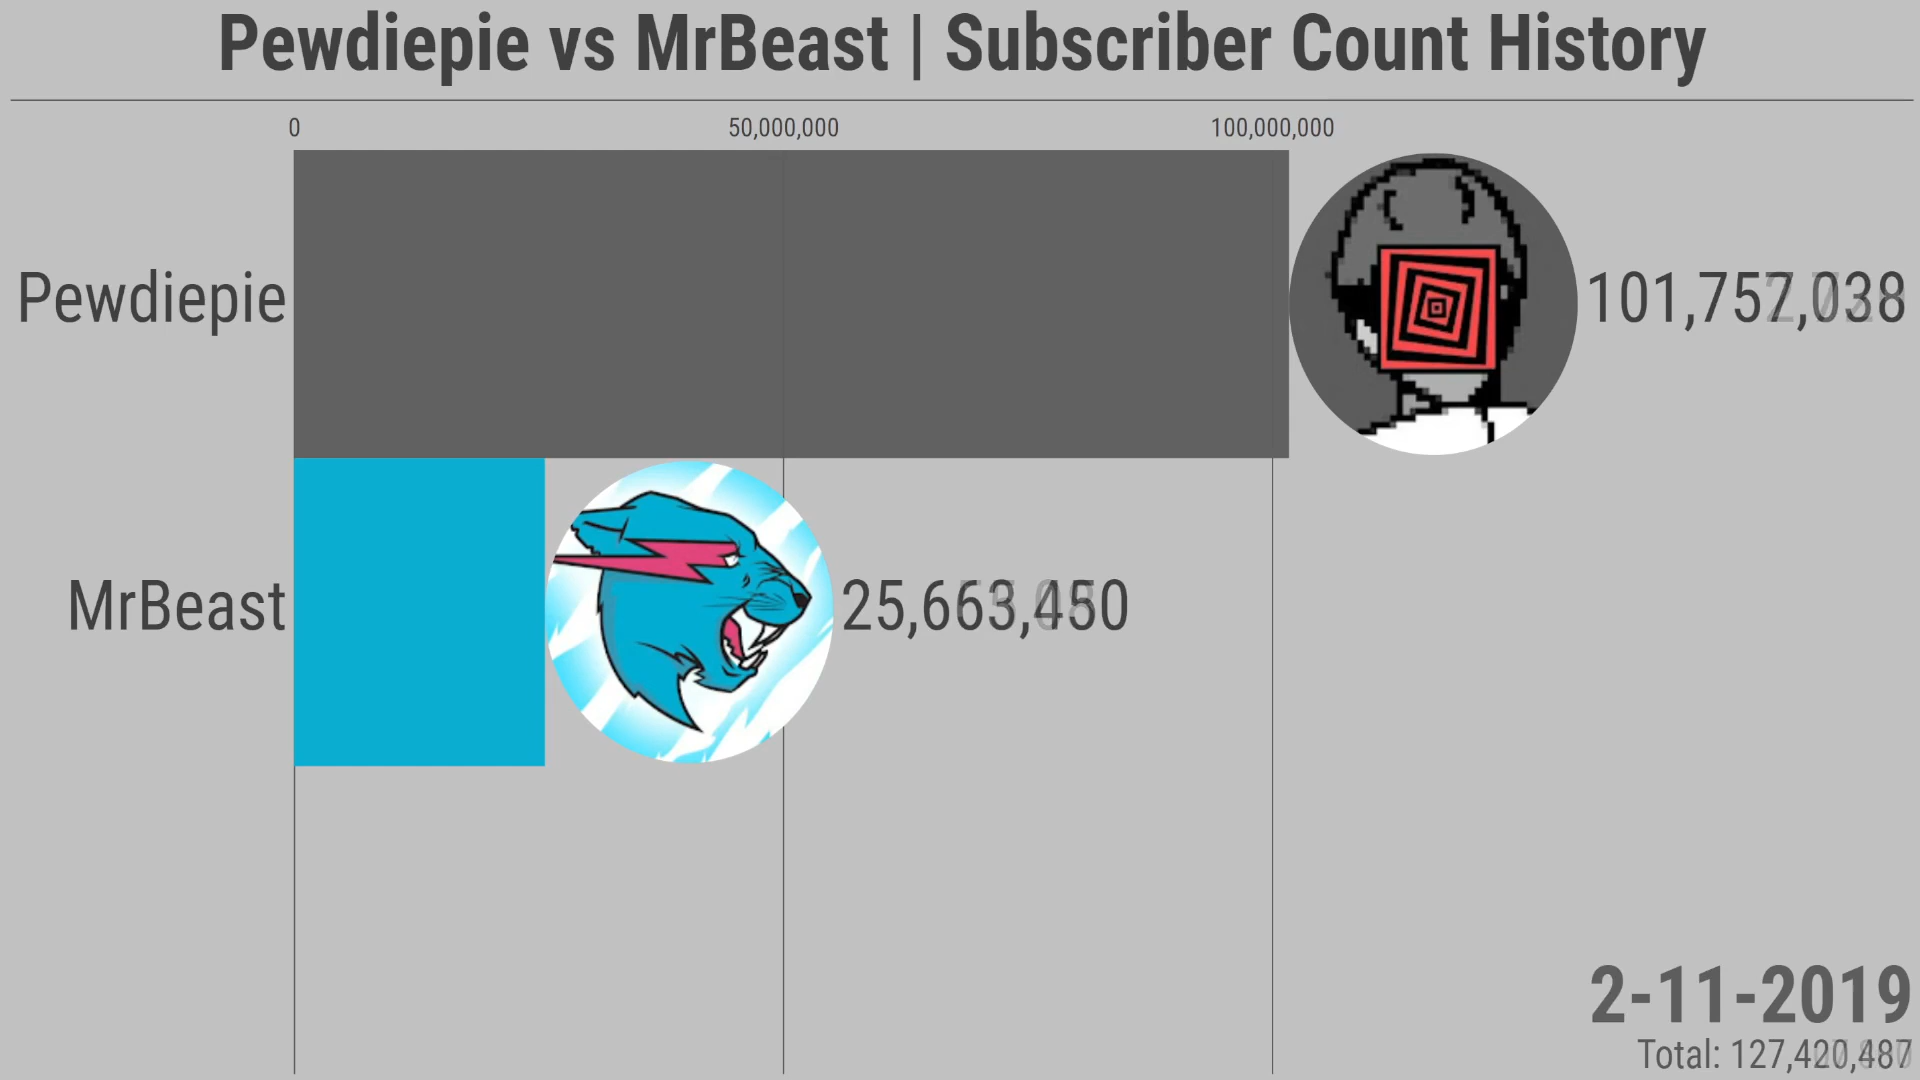 Pewdiepie vs MrBeast | Subscriber Count History
0 50,000,000 100,000,000
Pewdiepie 101,757,038
MrBeast 25,663,450
2-11-2019
Total: 127,420,487